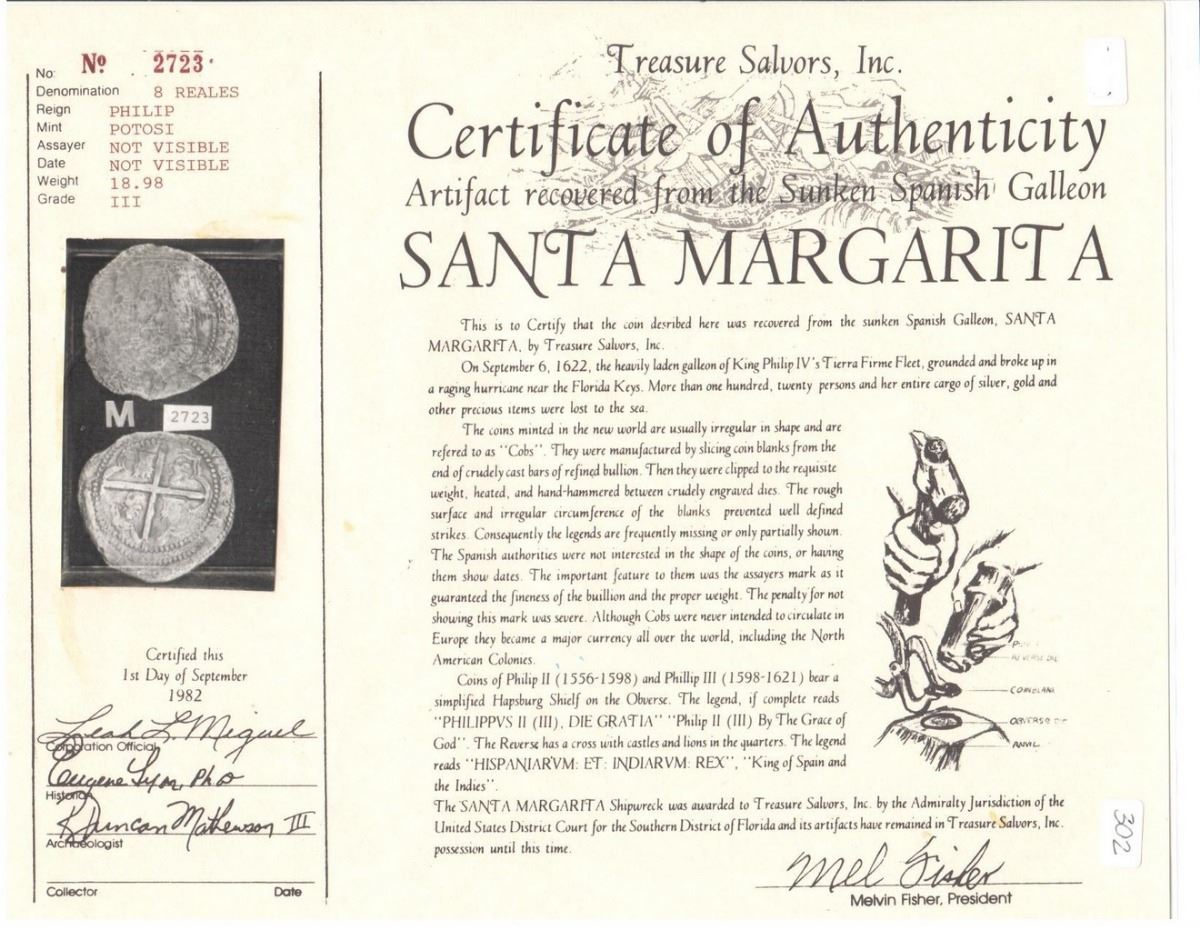 No: Nº 2723
Denomination 8 REALES
Reign PHILIP
Mint POTOSI
Assayer NOT VISIBLE
Date NOT VISIBLE
Weight 18.98
Grade III
M 2723
Certified this
1st Day of September
1982
Leah L. Miguel
Corporation Official
Eugene Lyon, PhD
Historian
R Duncan Mathewson III
Archaeologist
Collector Date
Treasure Salvors, Inc.
Certificate of Authenticity
Artifact recovered from the Sunken Spanish Galleon
SANTA MARGARITA
This is to Certify that the coin desribed here was recovered from the sunken Spanish Galleon, SANTA
MARGARITA, by Treasure Salvors, Inc.
On September 6, 1622, the heavily laden galleon of King Philip IV's Tierra Firme Fleet, grounded and broke up in
a raging hurricane near the Florida Keys. More than one hundred, twenty persons and her entire cargo of silver, gold and
other precious items were lost to the sea.
The coins minted in the new world are usually irregular in shape and are
refered to as "Cobs". They were manufactured by slicing coin blanks from the
end of crudely cast bars of refined bullion. Then they were clipped to the requisite
weight, heated, and hand-hammered between crudely engraved dies. The rough
surface and irregular circumference of the blanks prevented well defined
strikes. Consequently the legends are frequently missing or only partially shown.
The Spanish authorities were not interested in the shape of the coins, or having
them show dates. The important feature to them was the assayers mark as it
guaranteed the fineness of the buillion and the proper weight. The penalty for not
showing this mark was severe. Although Cobs were never intended to circulate in
Europe they became a major currency all over the world, including the North
American Colonies.
Coins of Philip II (1556-1598) and Phillip III (1598-1621) bear a
simplified Hapsburg Shielf on the Obverse. The legend, if complete reads
"PHILIPPVS II (III), DIE GRATIA" "Philip II (III) By The Grace of
God". The Reverse has a cross with castles and lions in the quarters. The legend
reads "HISPANIARVM: ET: INDIARVM: REX", "King of Spain and
the Indies".
The SANTA MARGARITA Shipwreck was awarded to Treasure Salvors, Inc. by the Admiralty Jurisdiction of the
United States District Court for the Southern District of Florida and its artifacts have remained in Treasure Salvors, Inc.
possession until this time.
REVERSE DIE
COIN BLANK
OBVERSE DIE
ANVIL
302
Mel Fisher
Melvin Fisher, President